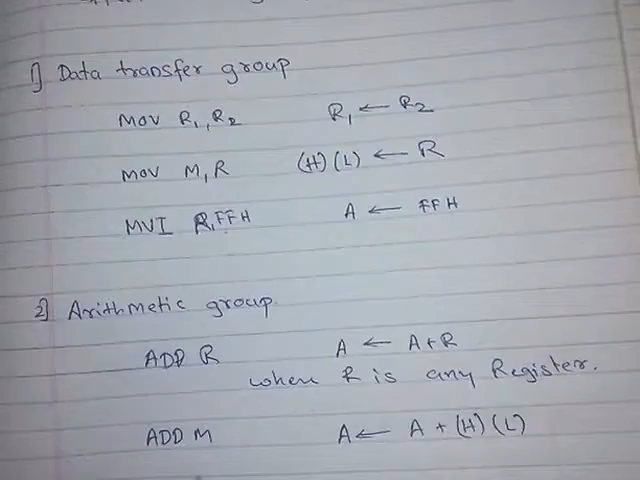 1] Data transfer group
MOV R1,R2 R1 ← R2
MOV M,R (H)(L) ← R
MVI R,FFH A ← FFH
2] Arithmetic group.
ADD R A ← A+R
when R is any Register.
ADD M A ← A + (H)(L)